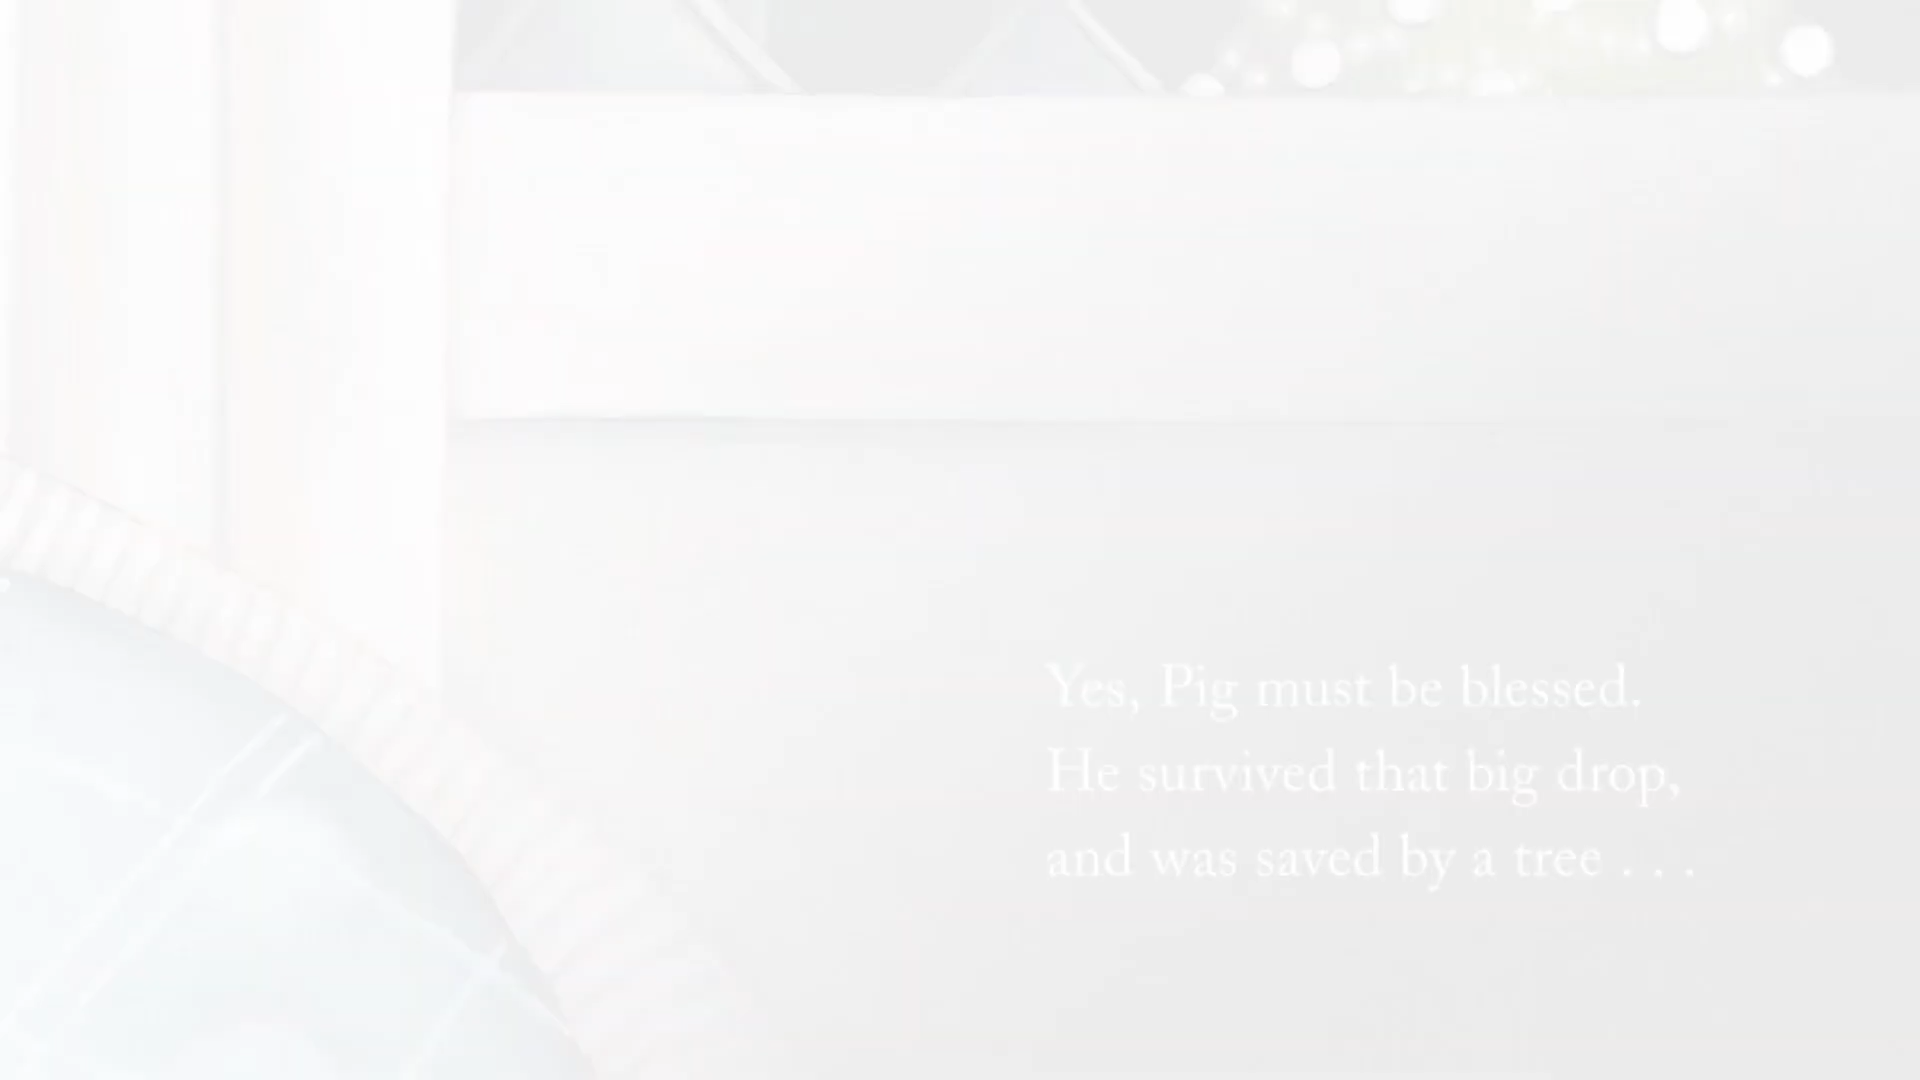 Yes, Pig must be blessed.
He survived that big drop,
and was saved by a tree . . .